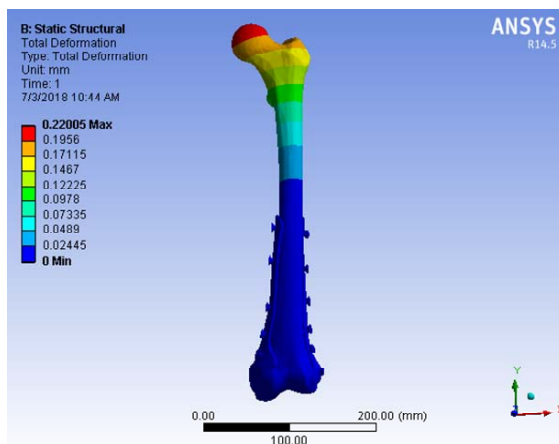 B: Static Structural
Total Deformation
Type: Total Deformation
Unit: mm
Time: 1
7/3/2018 10:44 AM
0.22005 Max
0.1956
0.17115
0.1467
0.12225
0.0978
0.07335
0.0489
0.02445
0 Min
ANSYS
R14.5
0.00
200.00 (mm)
100.00
Y